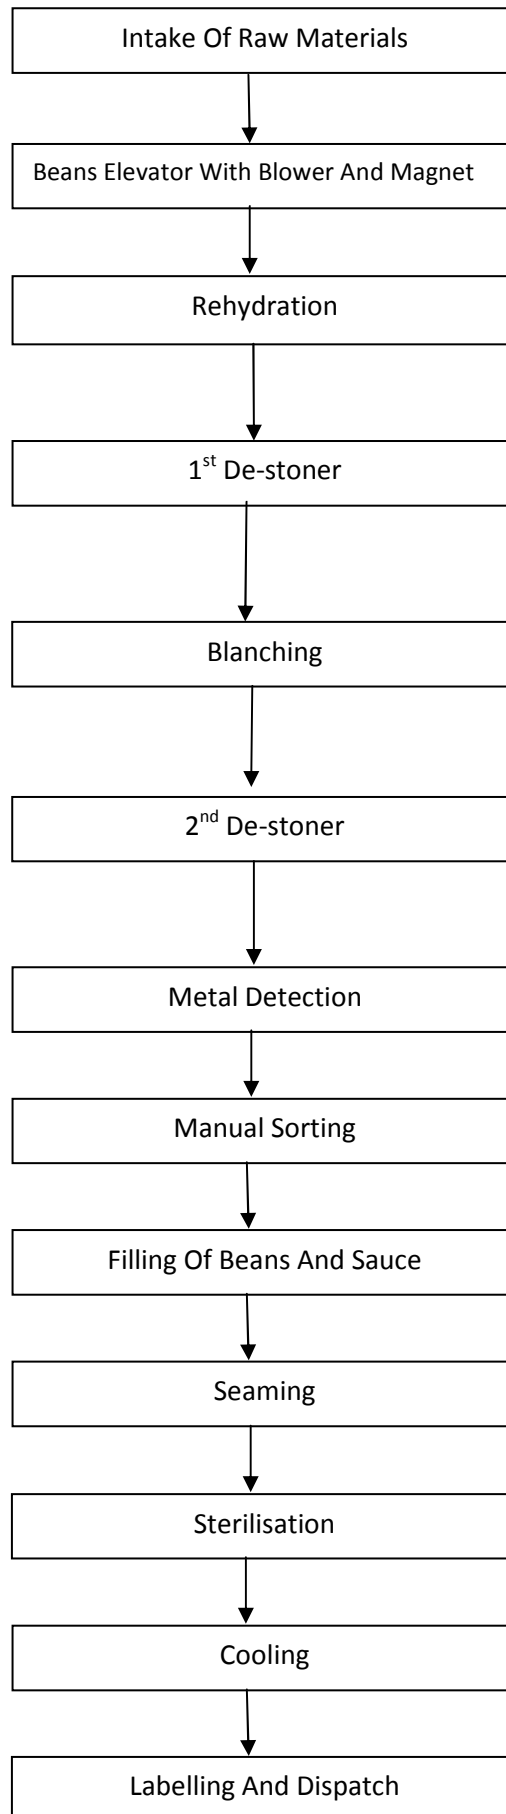 Intake Of Raw Materials
Beans Elevator With Blower And Magnet
Rehydration
1st De-stoner
Blanching
2nd De-stoner
Metal Detection
Manual Sorting
Filling Of Beans And Sauce
Seaming
Sterilisation
Cooling
Labelling And Dispatch